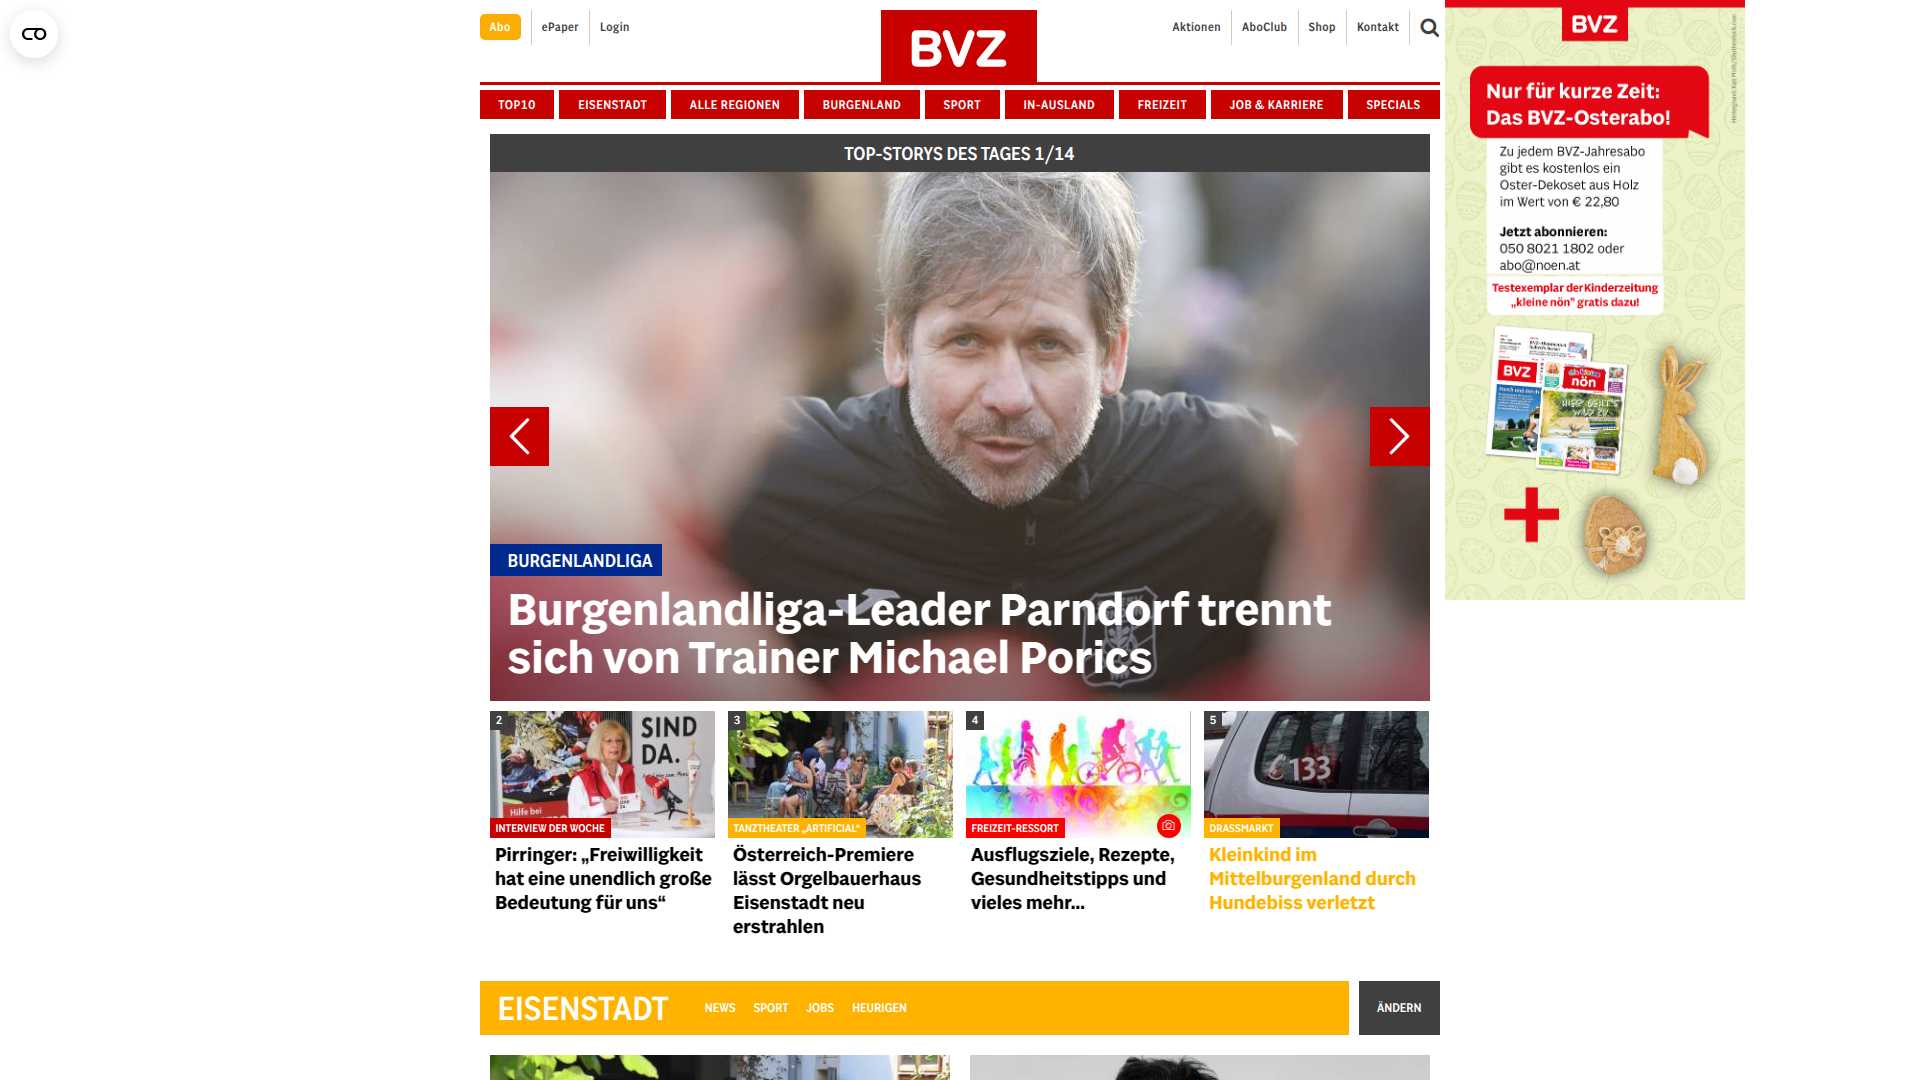 Abo
ePaper
Login
BVZ
Aktionen
AboClub
Shop
Kontakt
TOP10
EISENSTADT
ALLE REGIONEN
BURGENLAND
SPORT
IN-AUSLAND
FREIZEIT
JOB & KARRIERE
SPECIALS
TOP-STORYS DES TAGES 1/14
BURGENLANDLIGA
Burgenlandliga-Leader Parndorf trennt
sich von Trainer Michael Porics
2
SIND
DA.
Hilfe bei
INTERVIEW DER WOCHE
Pirringer: „Freiwilligkeit
hat eine unendlich große
Bedeutung für uns“
3
TANZTHEATER „ARTIFICIAL“
Österreich-Premiere
lässt Orgelbauerhaus
Eisenstadt neu
erstrahlen
4
FREIZEIT-RESSORT
Ausflugsziele, Rezepte,
Gesundheitstipps und
vieles mehr...
5
133
DRASSMARKT
Kleinkind im
Mittelburgenland durch
Hundebiss verletzt
EISENSTADT
NEWS
SPORT
JOBS
HEURIGEN
ÄNDERN
BVZ
Nur für kurze Zeit:
Das BVZ-Osterabo!
Zu jedem BVZ-Jahresabo
gibt es kostenlos ein
Oster-Dekoset aus Holz
im Wert von € 22,80
Jetzt abonnieren:
050 8021 1802 oder
abo@noen.at
Testexemplar der Kinderzeitung
„kleine nön“ gratis dazu!
BVZ
nön
+